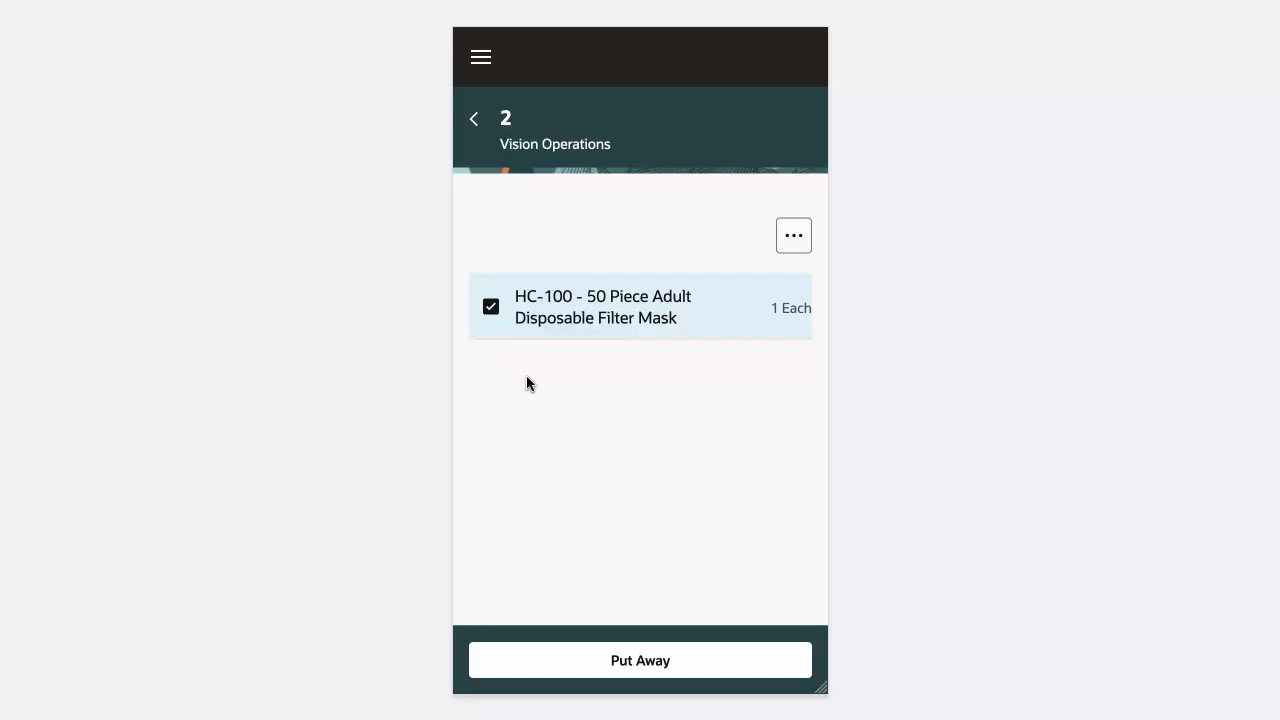 2
Vision Operations
HC-100 - 50 Piece Adult
Disposable Filter Mask
1 Each
Put Away